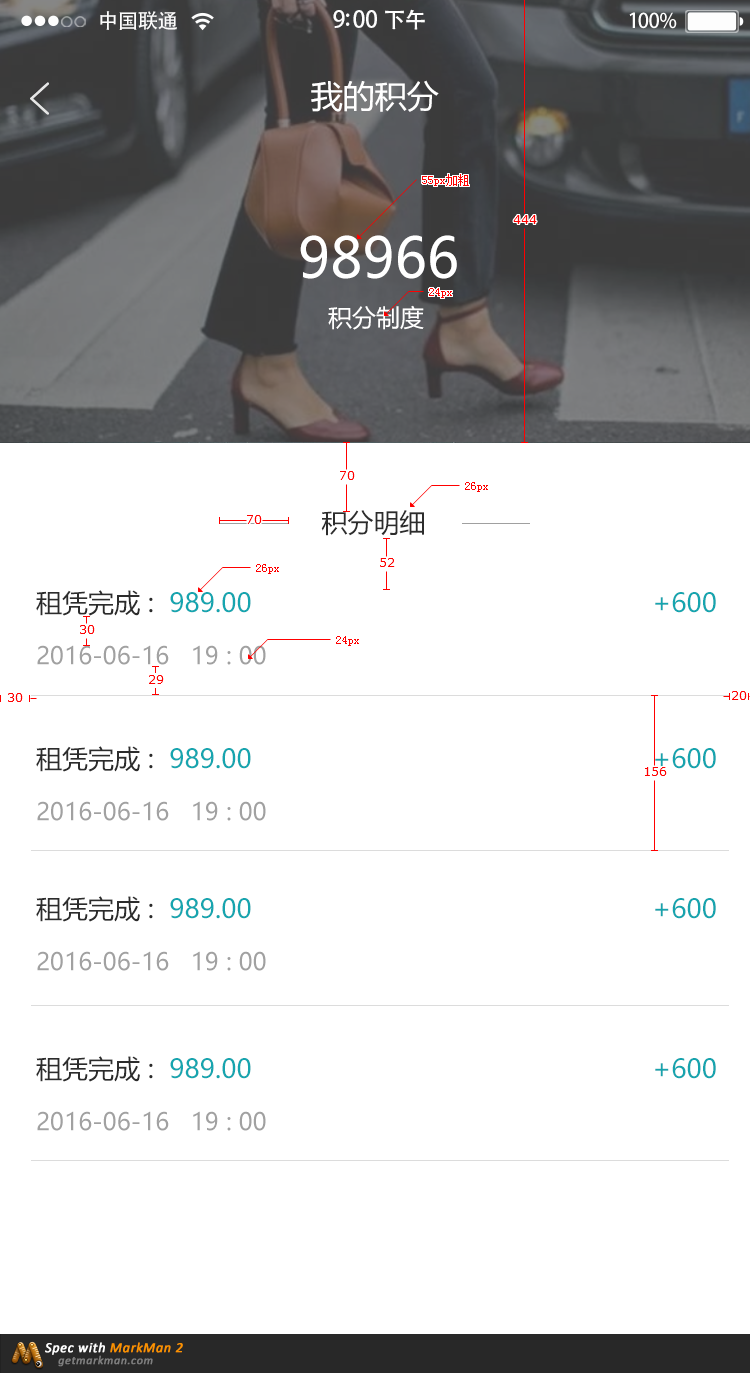 中国联通 9:00 下午 100%
我的积分
55px加粗
444
98966
24px
积分制度
70
26px
70 积分明细
52
26px
租凭完成： 989.00 +600
30
24px
2016-06-16 19 : 00
29
30 20
租凭完成： 989.00 +600
156
2016-06-16 19 : 00
租凭完成： 989.00 +600
2016-06-16 19 : 00
租凭完成： 989.00 +600
2016-06-16 19 : 00
Spec with MarkMan 2
getmarkman.com